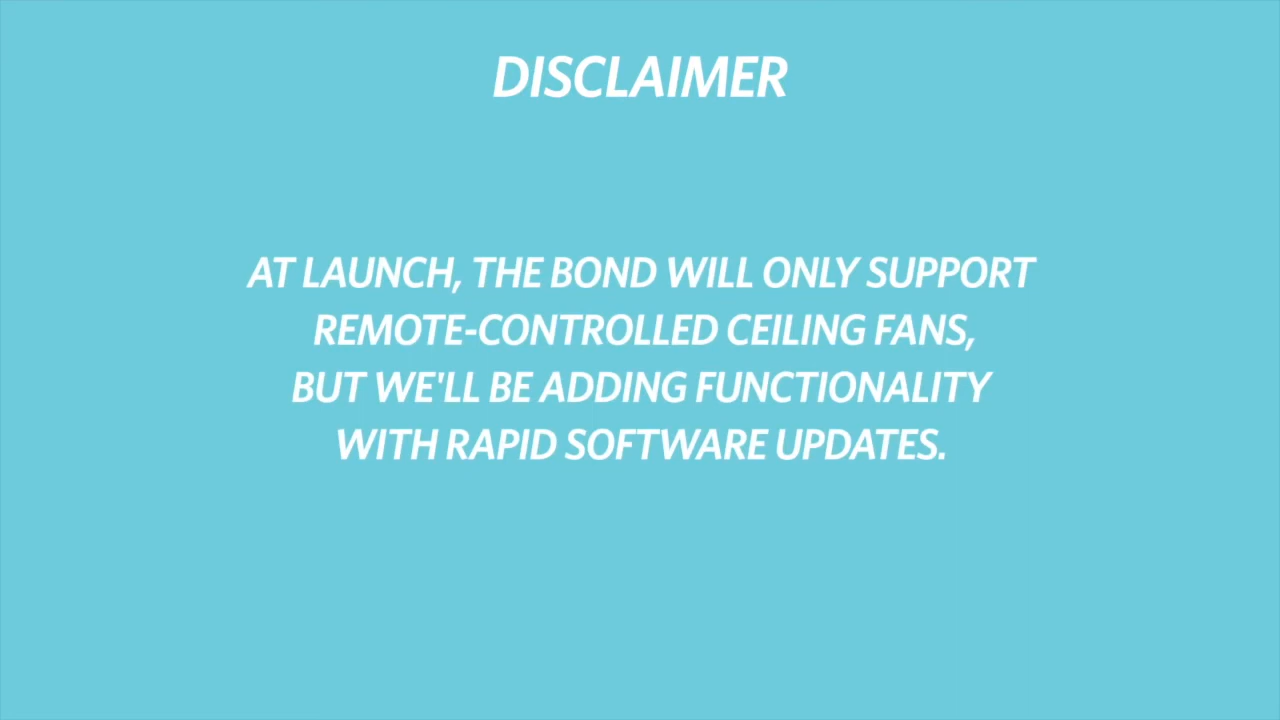 DISCLAIMER
AT LAUNCH, THE BOND WILL ONLY SUPPORT
REMOTE-CONTROLLED CEILING FANS,
BUT WE'LL BE ADDING FUNCTIONALITY
WITH RAPID SOFTWARE UPDATES.